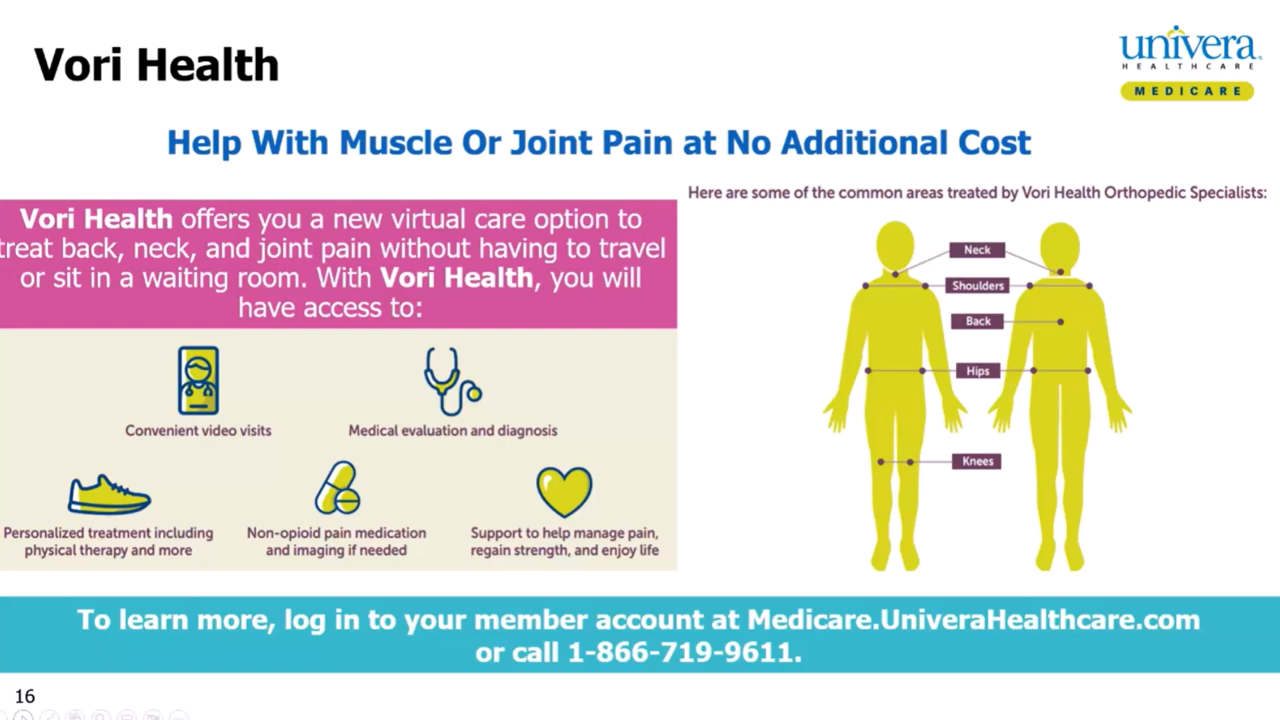 Vori Health
univera
HEALTHCARE
MEDICARE
Help With Muscle Or Joint Pain at No Additional Cost
Vori Health offers you a new virtual care option to
treat back, neck, and joint pain without having to travel
or sit in a waiting room. With Vori Health, you will
have access to:
Convenient video visits
Medical evaluation and diagnosis
Personalized treatment including
physical therapy and more
Non-opioid pain medication
and imaging if needed
Support to help manage pain,
regain strength, and enjoy life
Here are some of the common areas treated by Vori Health Orthopedic Specialists:
Neck
Shoulders
Back
Hips
Knees
To learn more, log in to your member account at Medicare.UniveraHealthcare.com
or call 1-866-719-9611.
16